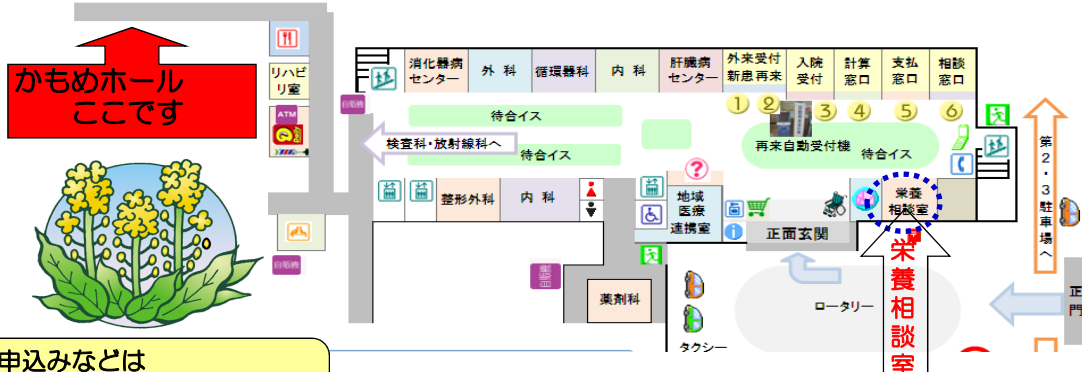 かもめホール
ここです
リハビ
リ室
ATM
自販機
自販機
消化器病
センター
外 科
循環器科
内 科
肝臓病
センター
外来受付
新患再来
入院
受付
計算
窓口
支払
窓口
相談
窓口
①
②
③
④
⑤
⑥
待合イス
検査科・放射線科へ
待合イス
再来自動受付機
待合イス
整形外科
内 科
地域
医療
連携室
正面玄関
栄養
相談室
第2・3駐車場へ
自販機
薬剤科
タクシー
ロータリー
正
門
栄養相談室
申込みなどは